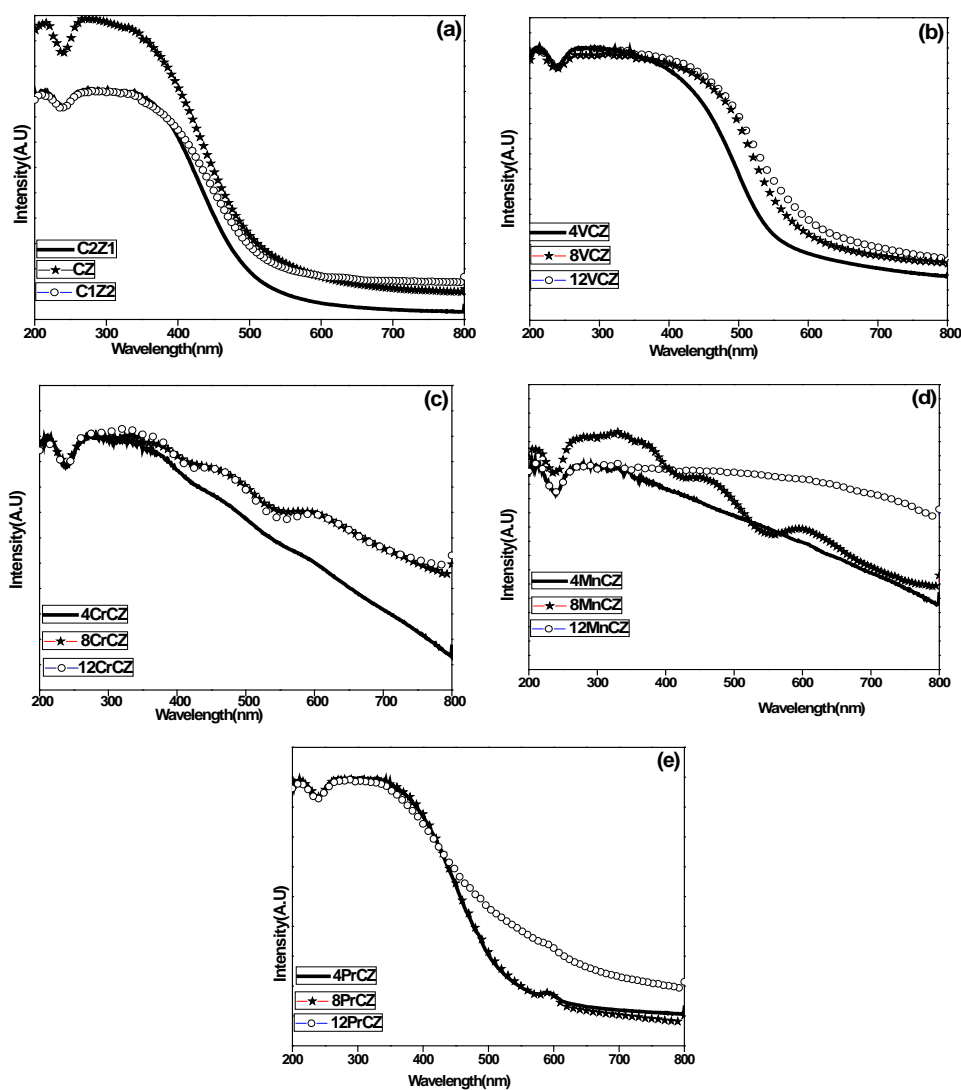 (a)
Intensity(A.U)
C2Z1
CZ
C1Z2
200 300 400 500 600 700 800
Wavelength(nm)
(b)
Intensity(A.U)
4VCZ
8VCZ
12VCZ
200 300 400 500 600 700 800
Wavelength(nm)
(c)
Intensity(A.U)
4CrCZ
8CrCZ
12CrCZ
200 300 400 500 600 700 800
Wavelength(nm)
(d)
Intensity(A.U)
4MnCZ
8MnCZ
12MnCZ
200 300 400 500 600 700 800
Wavelength(nm)
(e)
Intensity(A.U)
4PrCZ
8PrCZ
12PrCZ
200 300 400 500 600 700 800
Wavelength(nm)